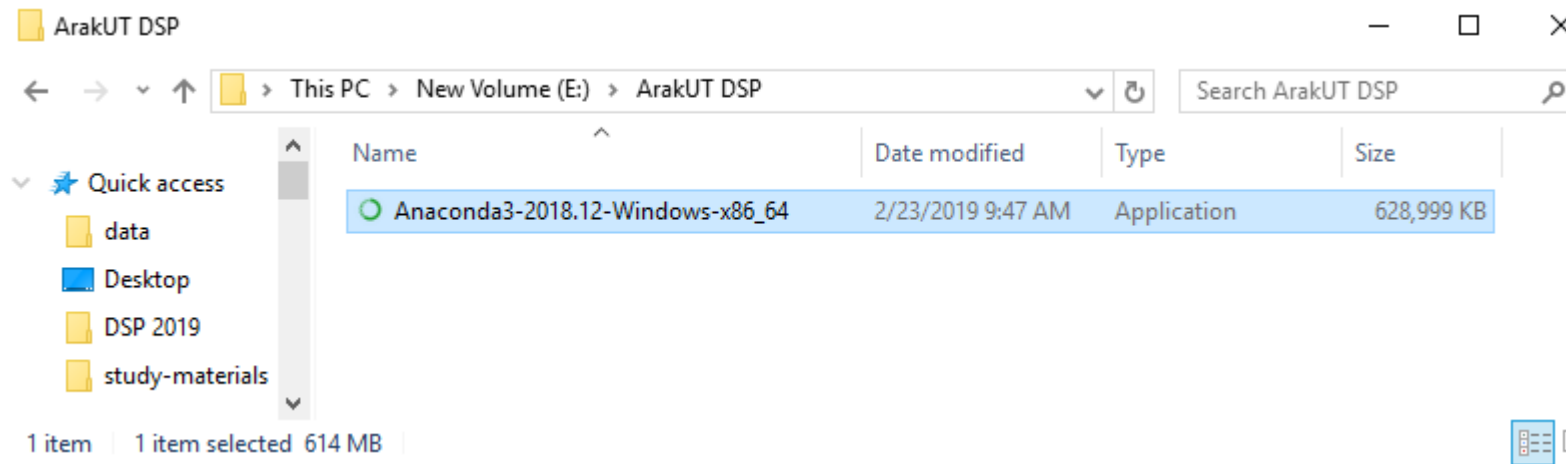 ArakUT DSP
This PC > New Volume (E:) > ArakUT DSP
Search ArakUT DSP
Name Date modified Type Size
Quick access
Anaconda3-2018.12-Windows-x86_64 2/23/2019 9:47 AM Application 628,999 KB
data
Desktop
DSP 2019
study-materials
1 item 1 item selected 614 MB